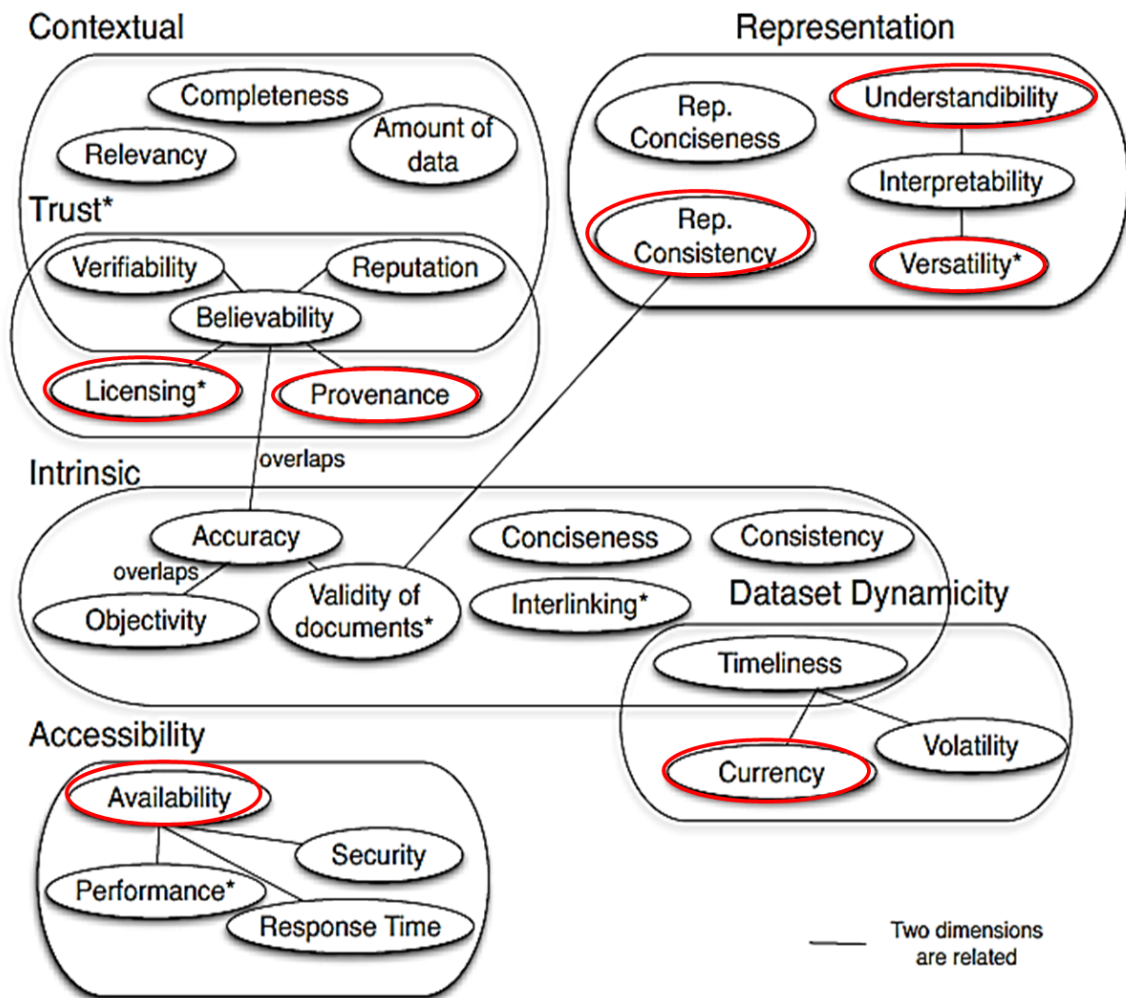 Contextual
Completeness
Amount of
data
Relevancy
Trust*
Verifiability
Reputation
Believability
Licensing*
Provenance
overlaps
Representation
Rep.
Conciseness
Understandibility
Interpretability
Rep.
Consistency
Versatility*
Intrinsic
Accuracy
overlaps
Objectivity
Validity of
documents*
Conciseness
Consistency
Interlinking*
Dataset Dynamicity
Timeliness
Currency
Volatility
Accessibility
Availability
Security
Performance*
Response Time
Two dimensions
are related